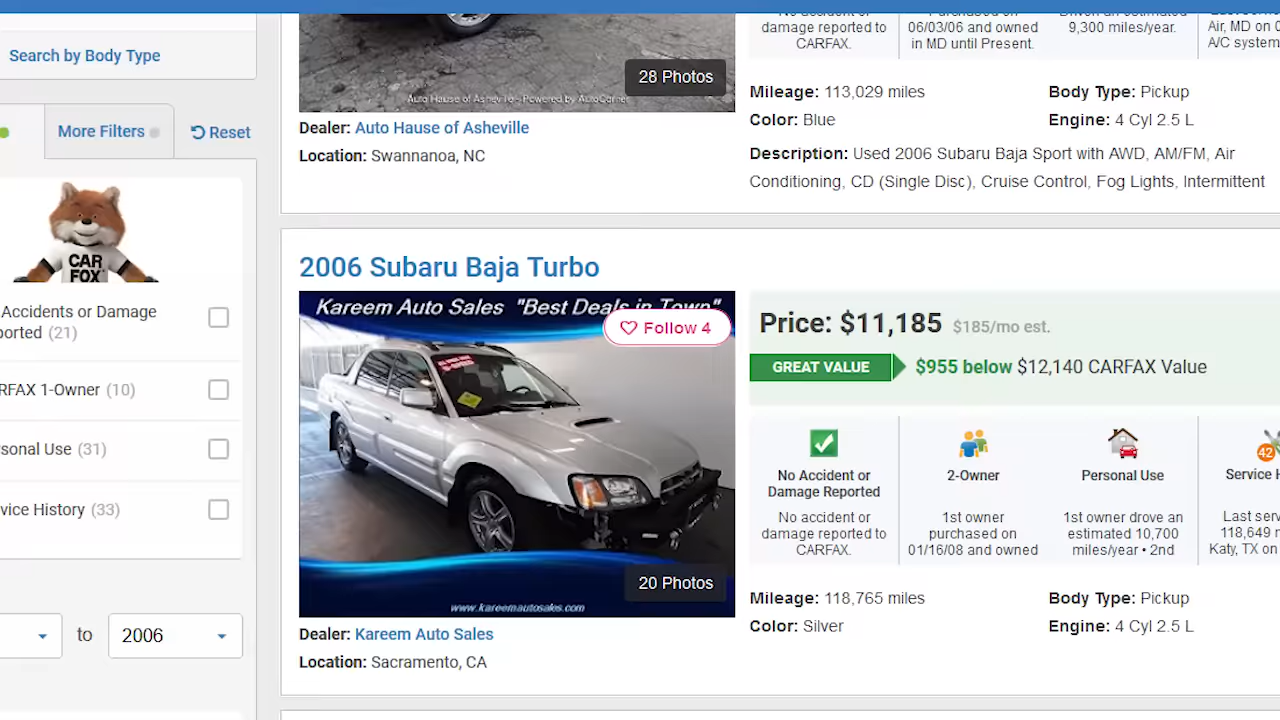 Search by Body Type
More Filters
Reset
CAR
FOX
Accidents or Damage
ported (21)
RFAX 1-Owner (10)
sonal Use (31)
vice History (33)
to
2006
28 Photos
Auto House of Asheville - Powered by AutoCorner
Dealer: Auto Hause of Asheville
Location: Swannanoa, NC
No accident or
damage reported to
CARFAX.
Purchased on
06/03/06 and owned
in MD until Present.
Driven an estimated
9,300 miles/year.
Air, MD on
A/C system
Mileage: 113,029 miles
Body Type: Pickup
Color: Blue
Engine: 4 Cyl 2.5 L
Description: Used 2006 Subaru Baja Sport with AWD, AM/FM, Air
Conditioning, CD (Single Disc), Cruise Control, Fog Lights, Intermittent
2006 Subaru Baja Turbo
Kareem Auto Sales "Best Deals in Town"
Follow 4
20 Photos
www.kareemautosales.com
Dealer: Kareem Auto Sales
Location: Sacramento, CA
Price: $11,185 $185/mo est.
GREAT VALUE
$955 below $12,140 CARFAX Value
No Accident or
Damage Reported
No accident or
damage reported to
CARFAX.
2-Owner
1st owner
purchased on
01/16/08 and owned
Personal Use
1st owner drove an
estimated 10,700
miles/year • 2nd
42
Service H
Last serv
118,649 m
Katy, TX on
Mileage: 118,765 miles
Body Type: Pickup
Color: Silver
Engine: 4 Cyl 2.5 L